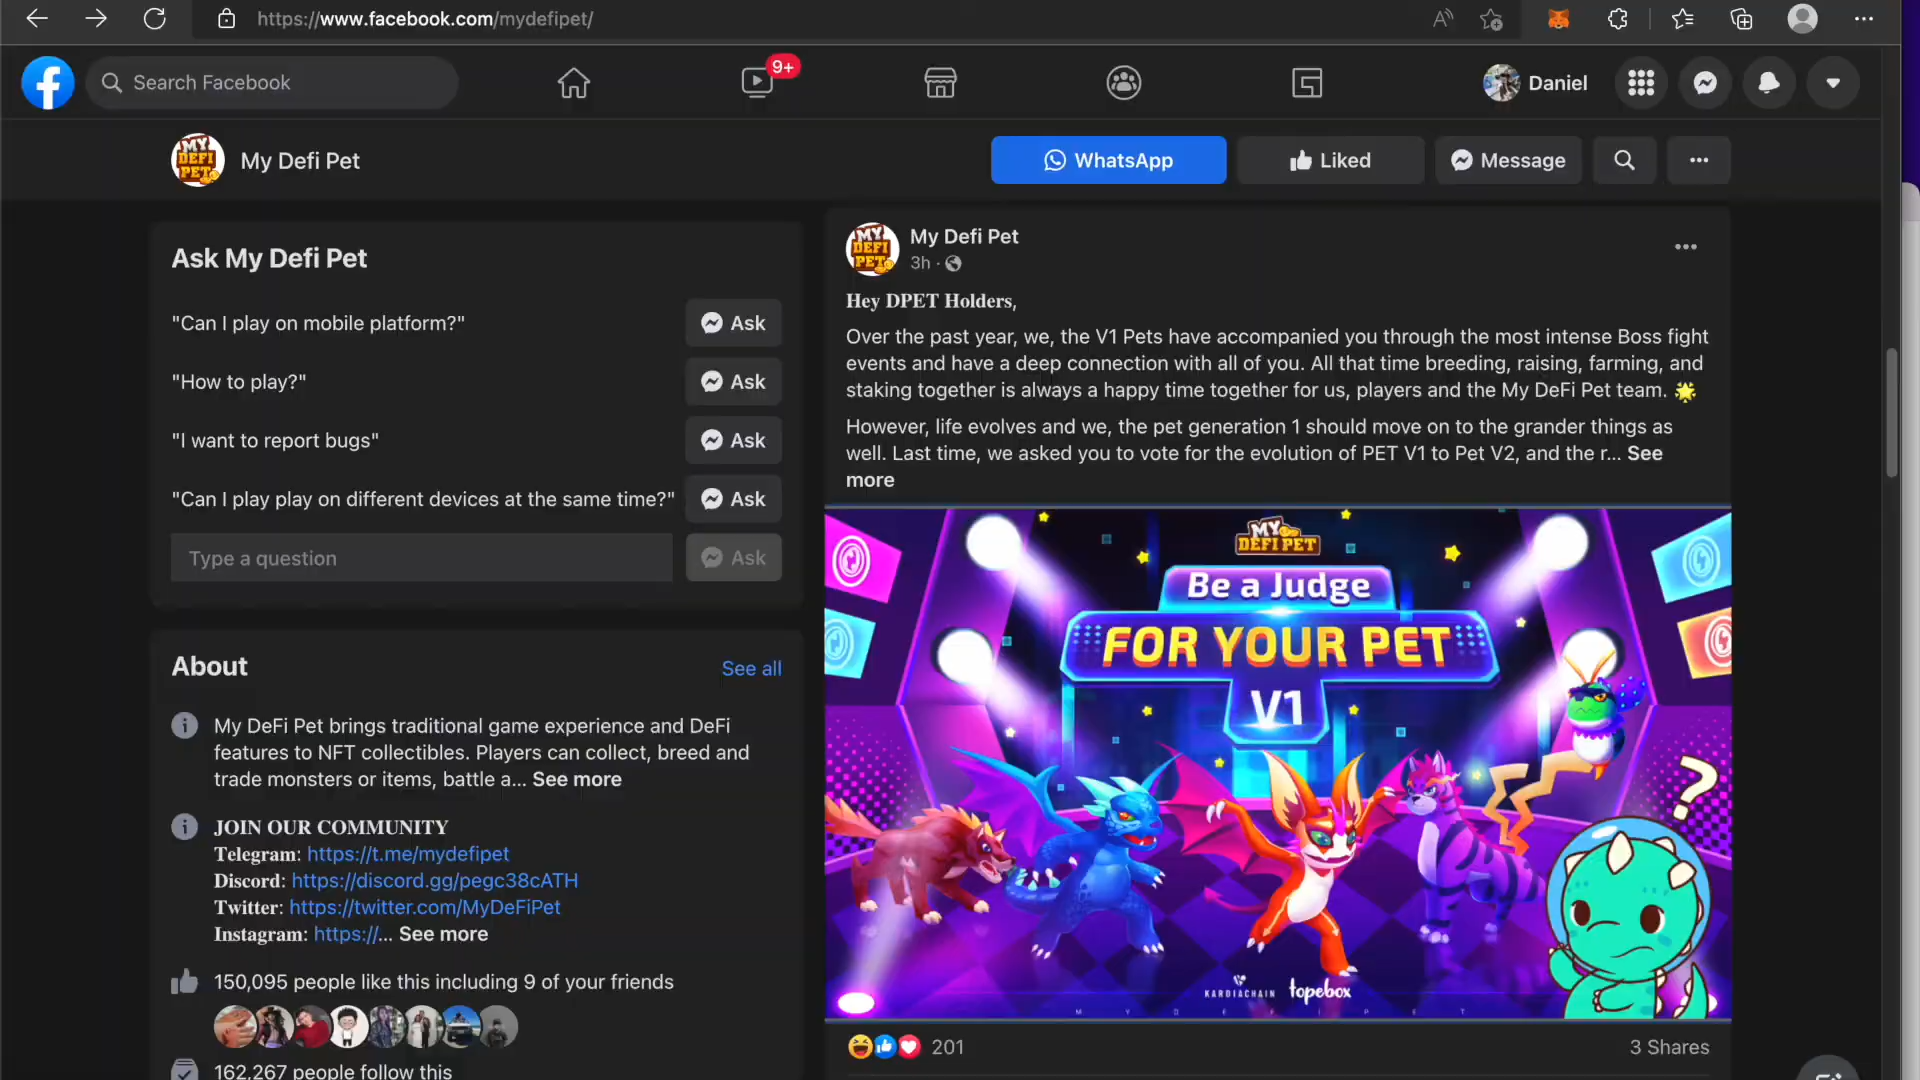 https://www.facebook.com/mydefipet/
Search Facebook
9+
Daniel
My Defi Pet
WhatsApp
Liked
Message
Ask My Defi Pet
"Can I play on mobile platform?"
Ask
"How to play?"
Ask
"I want to report bugs"
Ask
"Can I play play on different devices at the same time?"
Ask
Type a question
Ask
About
See all
My DeFi Pet brings traditional game experience and DeFi
features to NFT collectibles. Players can collect, breed and
trade monsters or items, battle a... See more
JOIN OUR COMMUNITY
Telegram: https://t.me/mydefipet
Discord: https://discord.gg/pegc38cATH
Twitter: https://twitter.com/MyDeFiPet
Instagram: https://... See more
150,095 people like this including 9 of your friends
162,267 people follow this
My Defi Pet
3h ·
Hey DPET Holders,
Over the past year, we, the V1 Pets have accompanied you through the most intense Boss fight
events and have a deep connection with all of you. All that time breeding, raising, farming, and
staking together is always a happy time together for us, players and the My DeFi Pet team.
However, life evolves and we, the pet generation 1 should move on to the grander things as
well. Last time, we asked you to vote for the evolution of PET V1 to Pet V2, and the r... See
more
MY
DEFI PET
Be a Judge
FOR YOUR PET
V1
?
KARDIACHAIN topebox
M Y D E F I P E T
201
3 Shares